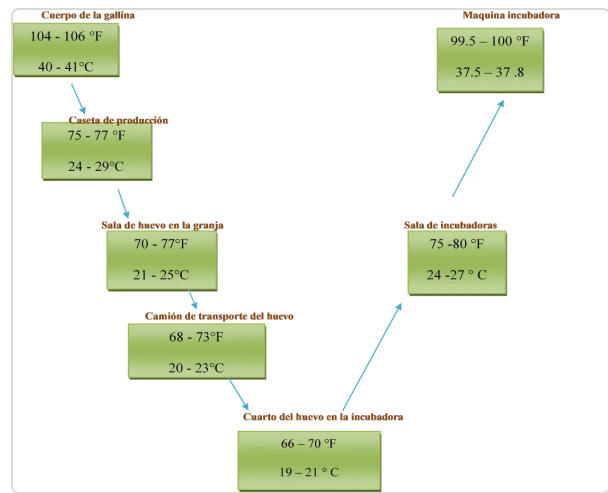 Cuerpo de la gallina
104 - 106 °F
40 - 41°C
Caseta de producción
75 - 77 °F
24 - 29°C
Sala de huevo en la granja
70 - 77°F
21 - 25°C
Camión de transporte del huevo
68 - 73°F
20 - 23°C
Cuarto del huevo en la incubadora
66 – 70 °F
19 – 21 ° C
Sala de incubadoras
75 -80 °F
24 -27 ° C
Maquina incubadora
99.5 – 100 °F
37.5 – 37 .8